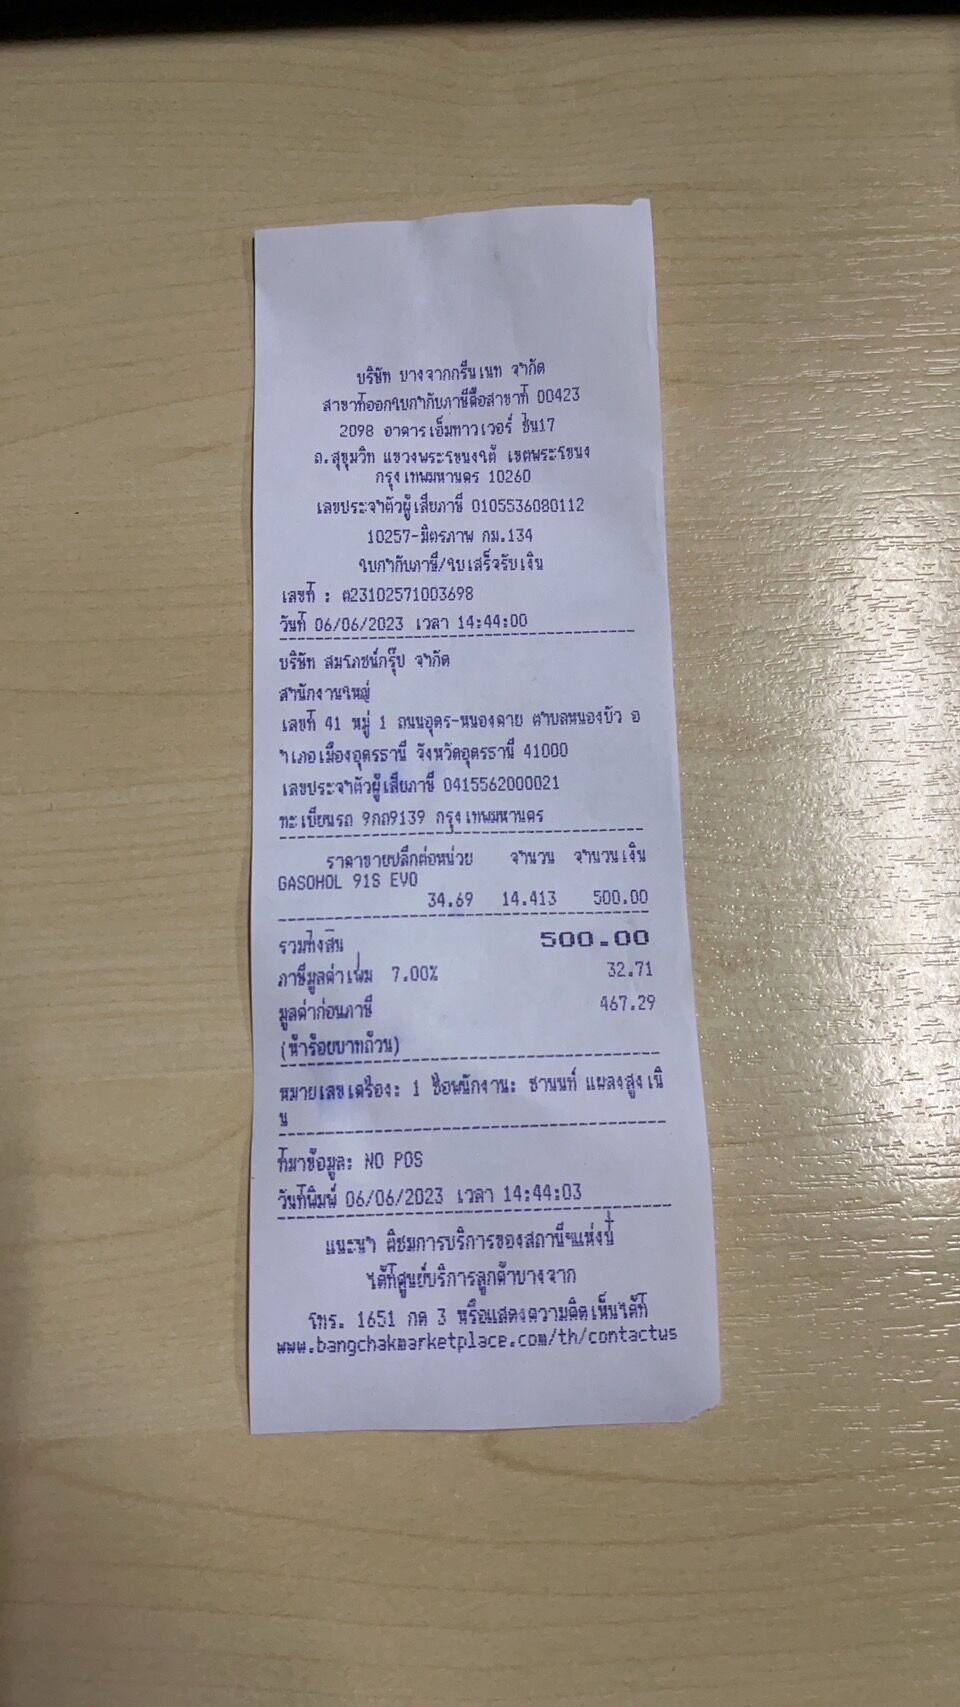 บริษัท บางจากกรีนเนท จำกัด
สาขาที่ออกใบกำกับภาษีคือสาขาที่ 00423
2098 อาคารเอ็มทาวเวอร์ ชั้น17
ถ.สุขุมวิท แขวงพระโขนงใต้ เขตพระโขนง
กรุงเทพมหานคร 10260
เลขประจำตัวผู้เสียภาษี 0105536080112
10257-มิตรภาพ กม.134
ใบกำกับภาษี/ใบเสร็จรับเงิน
เลขที่ : ต23102571003698
วันที่ 06/06/2023 เวลา 14:44:00
บริษัท สมโภชน์กรุ๊ป จำกัด
สำนักงานใหญ่
เลขที่ 41 หมู่ 1 ถนนอุดร-หนองคาย ตำบลหนองบัว อ
ำเภอเมืองอุดรธานี จังหวัดอุดรธานี 41000
เลขประจำตัวผู้เสียภาษี 0415562000021
ทะเบียนรถ 9กถ9139 กรุงเทพมหานคร
ราคาขายปลีกต่อหน่วย จำนวน จำนวนเงิน
GASOHOL 91S EVO
34.69 14.413 500.00
รวมทั้งสิ้น 500.00
ภาษีมูลค่าเพิ่ม 7.00% 32.71
มูลค่าก่อนภาษี 467.29
(ห้าร้อยบาทถ้วน)
หมายเลขเครื่อง: 1 ชื่อพนักงาน: ชานนท์ แผลงสูงเนิ
น
ที่มาข้อมูล: NO POS
วันที่พิมพ์ 06/06/2023 เวลา 14:44:03
แนะนำ ติชมการบริการของสถานีฯแห่งนี้
ได้ที่ศูนย์บริการลูกค้าบางจาก
โทร. 1651 กด 3 หรือแสดงความคิดเห็นได้ที่
www.bangchakmarketplace.com/th/contactus